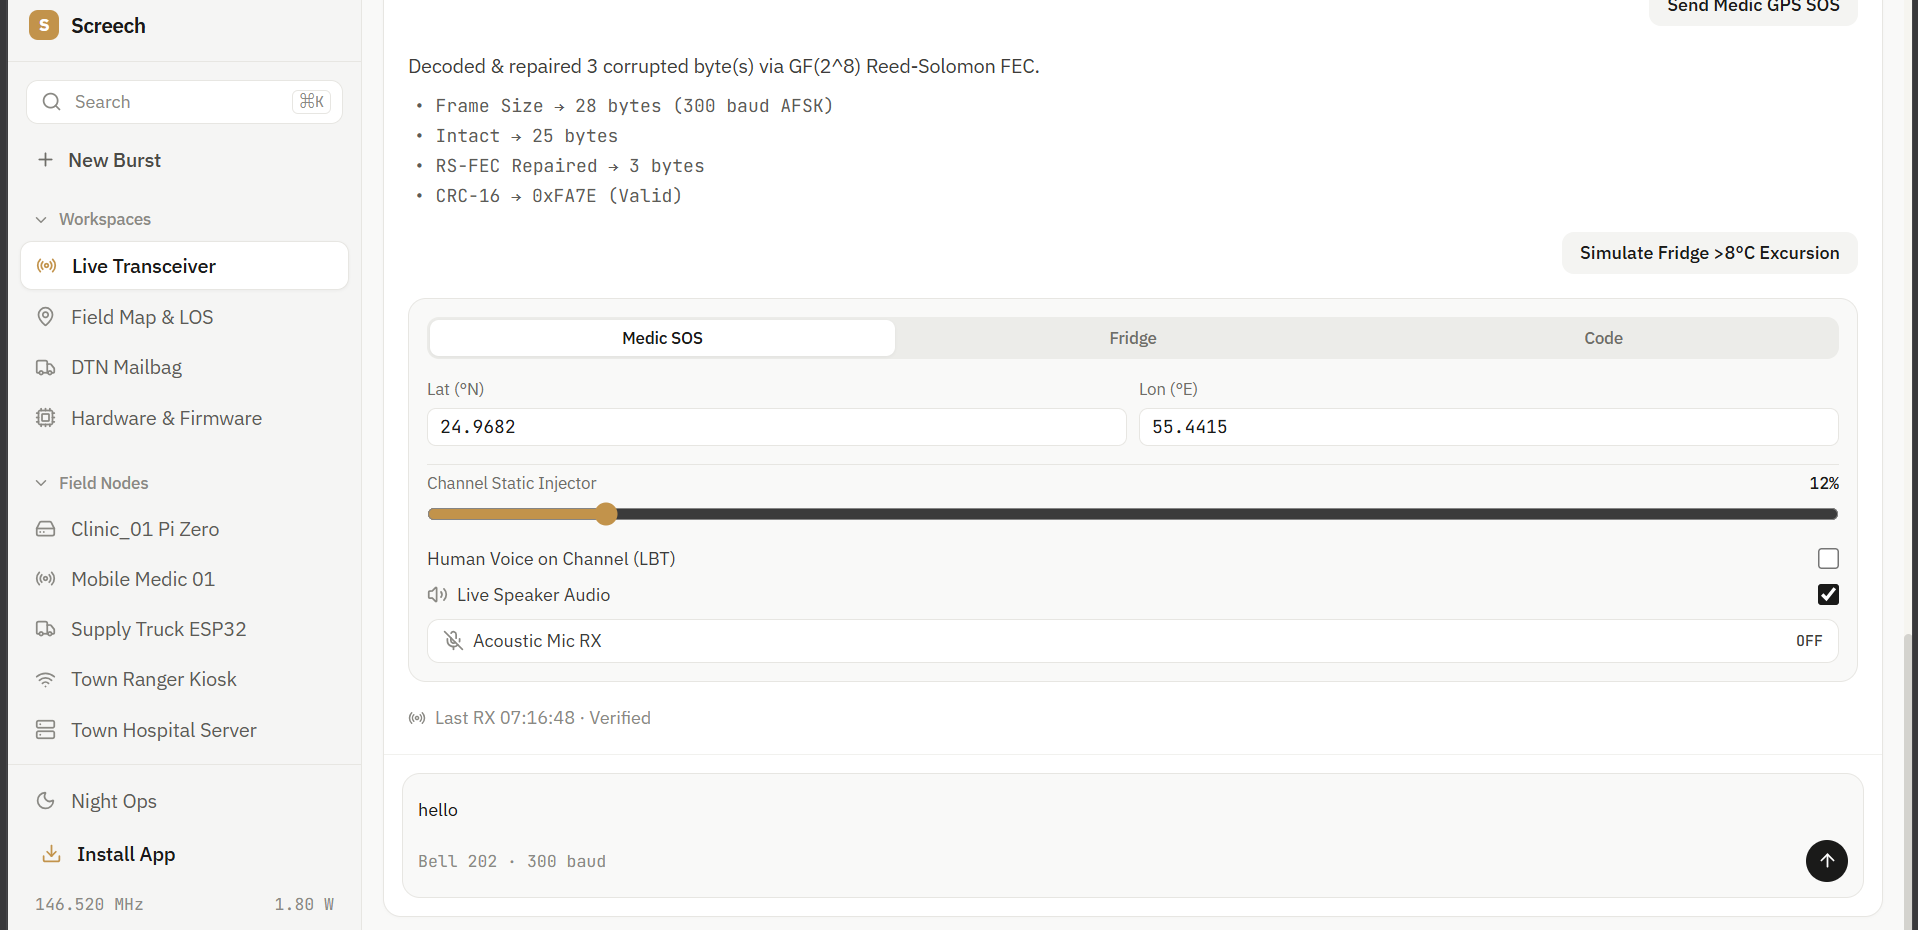 S Screech
Search ⌘K
+ New Burst
Workspaces
Live Transceiver
Field Map & LOS
DTN Mailbag
Hardware & Firmware
Field Nodes
Clinic_01 Pi Zero
Mobile Medic 01
Supply Truck ESP32
Town Ranger Kiosk
Town Hospital Server
Night Ops
Install App
146.520 MHz 1.80 W
Send Medic GPS SOS
Decoded & repaired 3 corrupted byte(s) via GF(2^8) Reed-Solomon FEC.
• Frame Size → 28 bytes (300 baud AFSK)
• Intact → 25 bytes
• RS-FEC Repaired → 3 bytes
• CRC-16 → 0xFA7E (Valid)
Simulate Fridge >8°C Excursion
Medic SOS Fridge Code
Lat (°N) Lon (°E)
24.9682 55.4415
Channel Static Injector 12%
Human Voice on Channel (LBT)
Live Speaker Audio
Acoustic Mic RX OFF
Last RX 07:16:48 · Verified
hello
Bell 202 · 300 baud